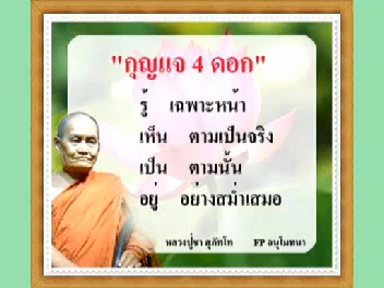 "กุญแจ 4 ดอก"
รู้ เฉพาะหน้า
เห็น ตามเป็นจริง
เป็น ตามนั้น
อยู่ อย่างสม่ำเสมอ
หลวงปู่ชา สุภัทโท FP อนุโมทนา